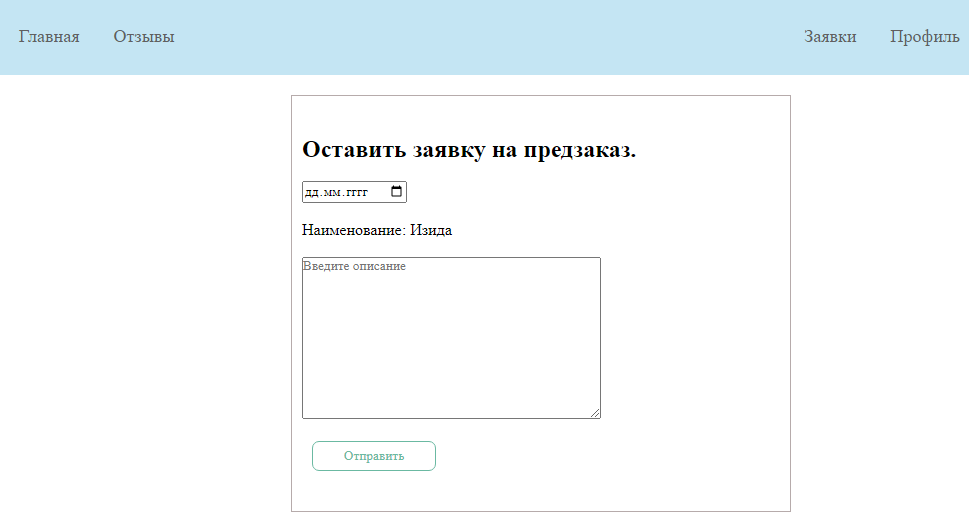 Главная Отзывы Заявки Профиль
Оставить заявку на предзаказ.
дд.мм.гггг
Наименование: Изида
Введите описание
Отправить